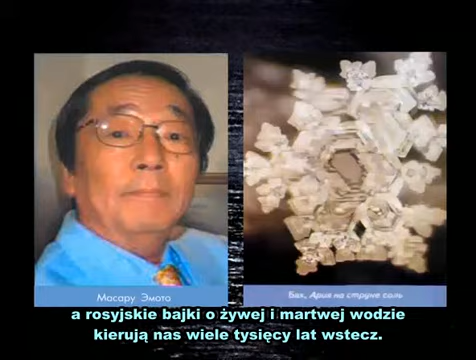 Масару Эмото
Бах, Ария на струне соль
a rosyjskie bajki o żywej i martwej wodzie
kierują nas wiele tysięcy lat wstecz.